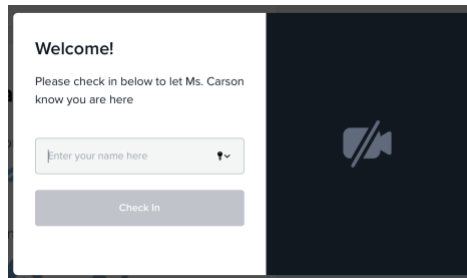 Welcome!
Please check in below to let Ms. Carson
know you are here
Enter your name here
Check In